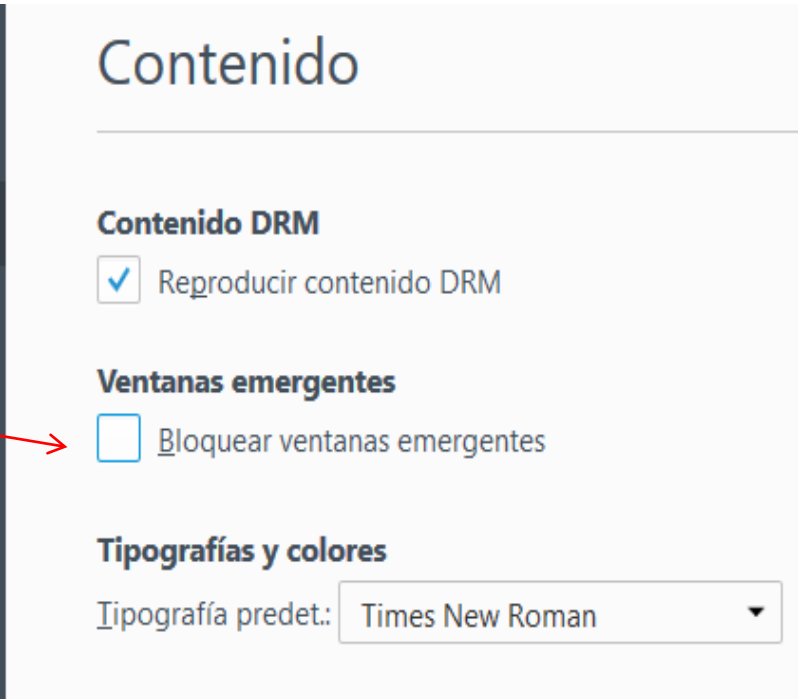 Contenido
Contenido DRM
Reproducir contenido DRM
Ventanas emergentes
Bloquear ventanas emergentes
Tipografías y colores
Tipografía predet.: Times New Roman